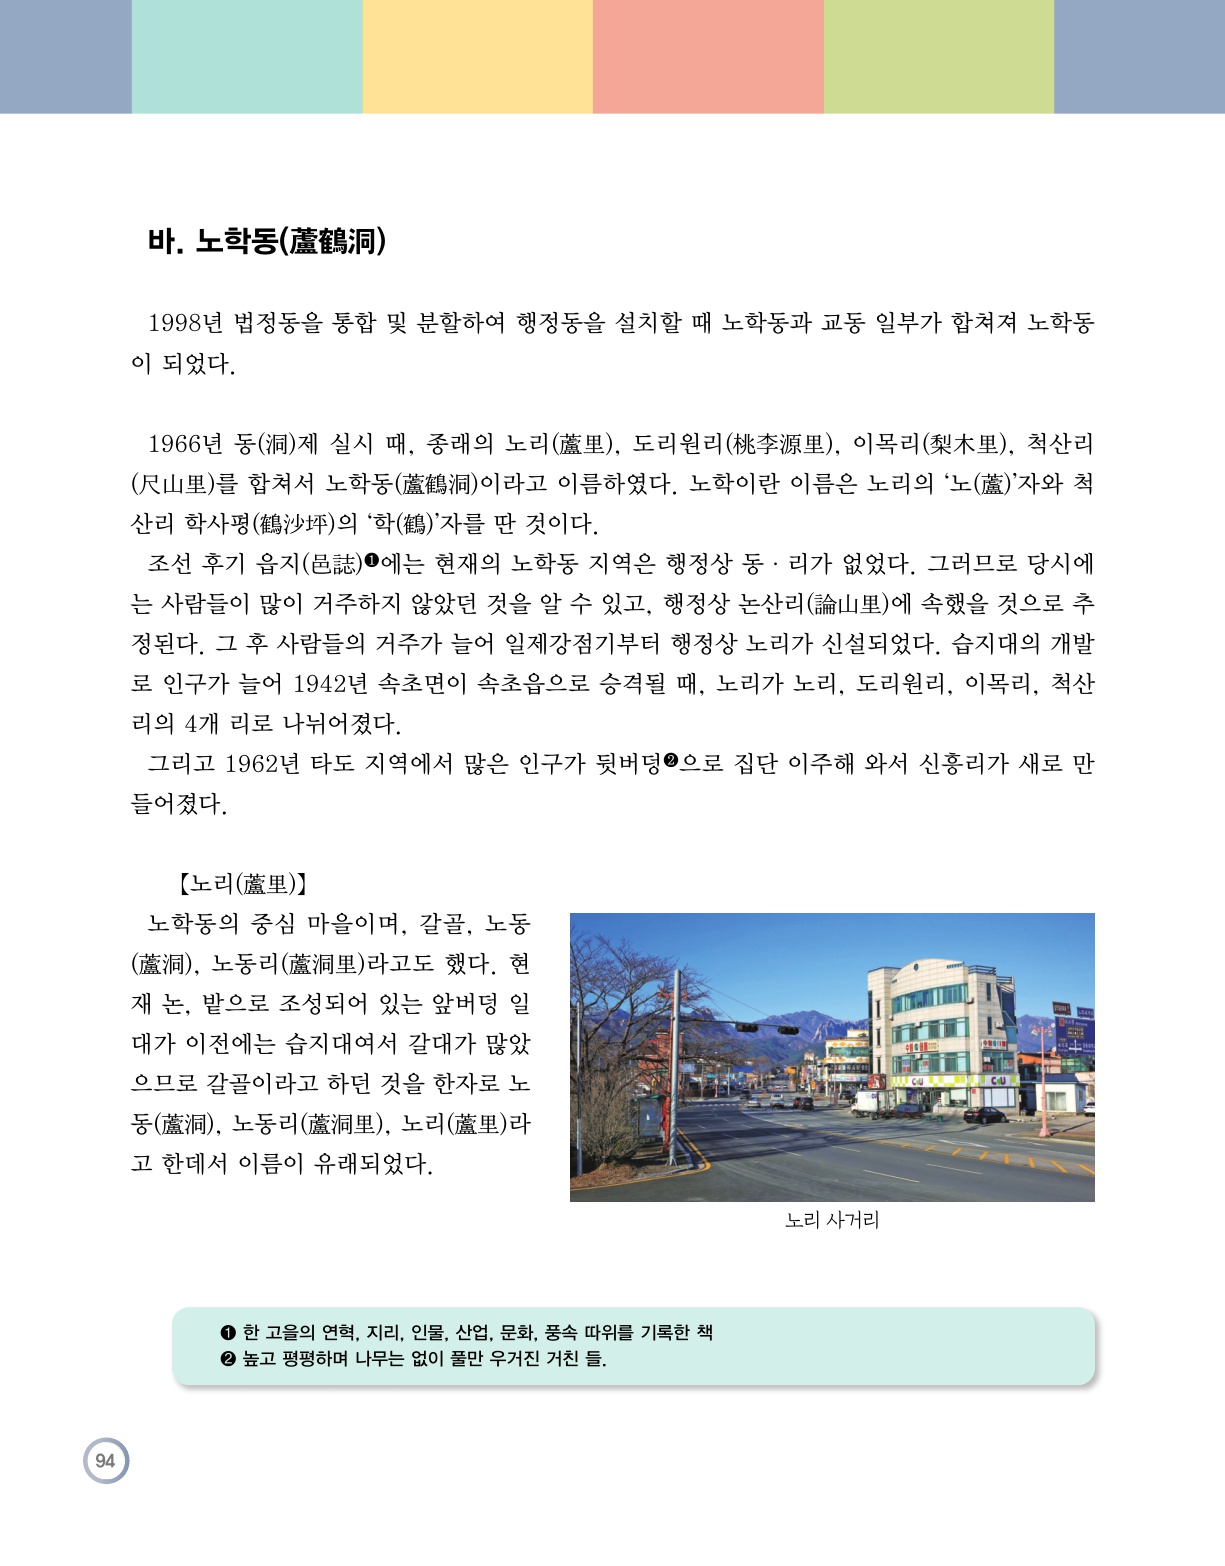 바. 노학동(蘆鶴洞)
1998년 법정동을 통합 및 분할하여 행정동을 설치할 때 노학동과 교동 일부가 합쳐져 노학동
이 되었다.
1966년 동(洞)제 실시 때, 종래의 노리(蘆里), 도리원리(桃李源里), 이목리(梨木里), 척산리
(尺山里)를 합쳐서 노학동(蘆鶴洞)이라고 이름하였다. 노학이란 이름은 노리의 ‘노(蘆)’자와 척
산리 학사평(鶴沙坪)의 ‘학(鶴)’자를 딴 것이다.
조선 후기 읍지(邑誌)❶에는 현재의 노학동 지역은 행정상 동 · 리가 없었다. 그러므로 당시에
는 사람들이 많이 거주하지 않았던 것을 알 수 있고, 행정상 논산리(論山里)에 속했을 것으로 추
정된다. 그 후 사람들의 거주가 늘어 일제강점기부터 행정상 노리가 신설되었다. 습지대의 개발
로 인구가 늘어 1942년 속초면이 속초읍으로 승격될 때, 노리가 노리, 도리원리, 이목리, 척산
리의 4개 리로 나뉘어졌다.
그리고 1962년 타도 지역에서 많은 인구가 뒷버덩❷으로 집단 이주해 와서 신흥리가 새로 만
들어졌다.
【노리(蘆里)】
노학동의 중심 마을이며, 갈골, 노동
(蘆洞), 노동리(蘆洞里)라고도 했다. 현
재 논, 밭으로 조성되어 있는 앞버덩 일
대가 이전에는 습지대여서 갈대가 많았
으므로 갈골이라고 하던 것을 한자로 노
동(蘆洞), 노동리(蘆洞里), 노리(蘆里)라
고 한데서 이름이 유래되었다.
CU
CU
노리 사거리
❶ 한 고을의 연혁, 지리, 인물, 산업, 문화, 풍속 따위를 기록한 책
❷ 높고 평평하며 나무는 없이 풀만 우거진 거친 들.
94